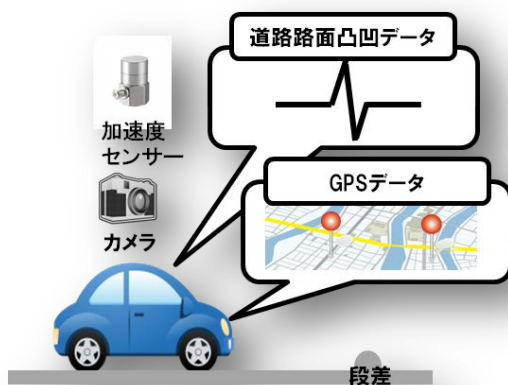 道路路面凸凹データ
加速度
センサー
GPSデータ
カメラ
段差